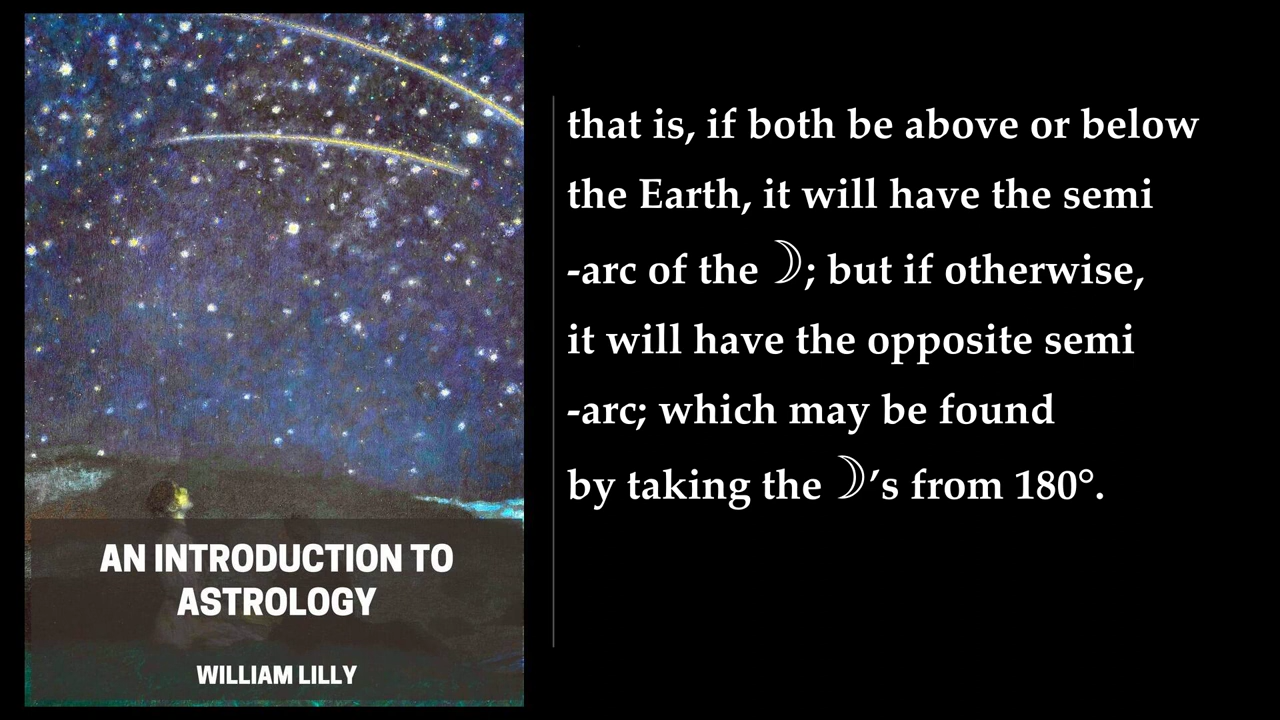 AN INTRODUCTION TO
ASTROLOGY
WILLIAM LILLY
that is, if both be above or below
the Earth, it will have the semi
-arc of the ☽; but if otherwise,
it will have the opposite semi
-arc; which may be found
by taking the ☽’s from 180°.